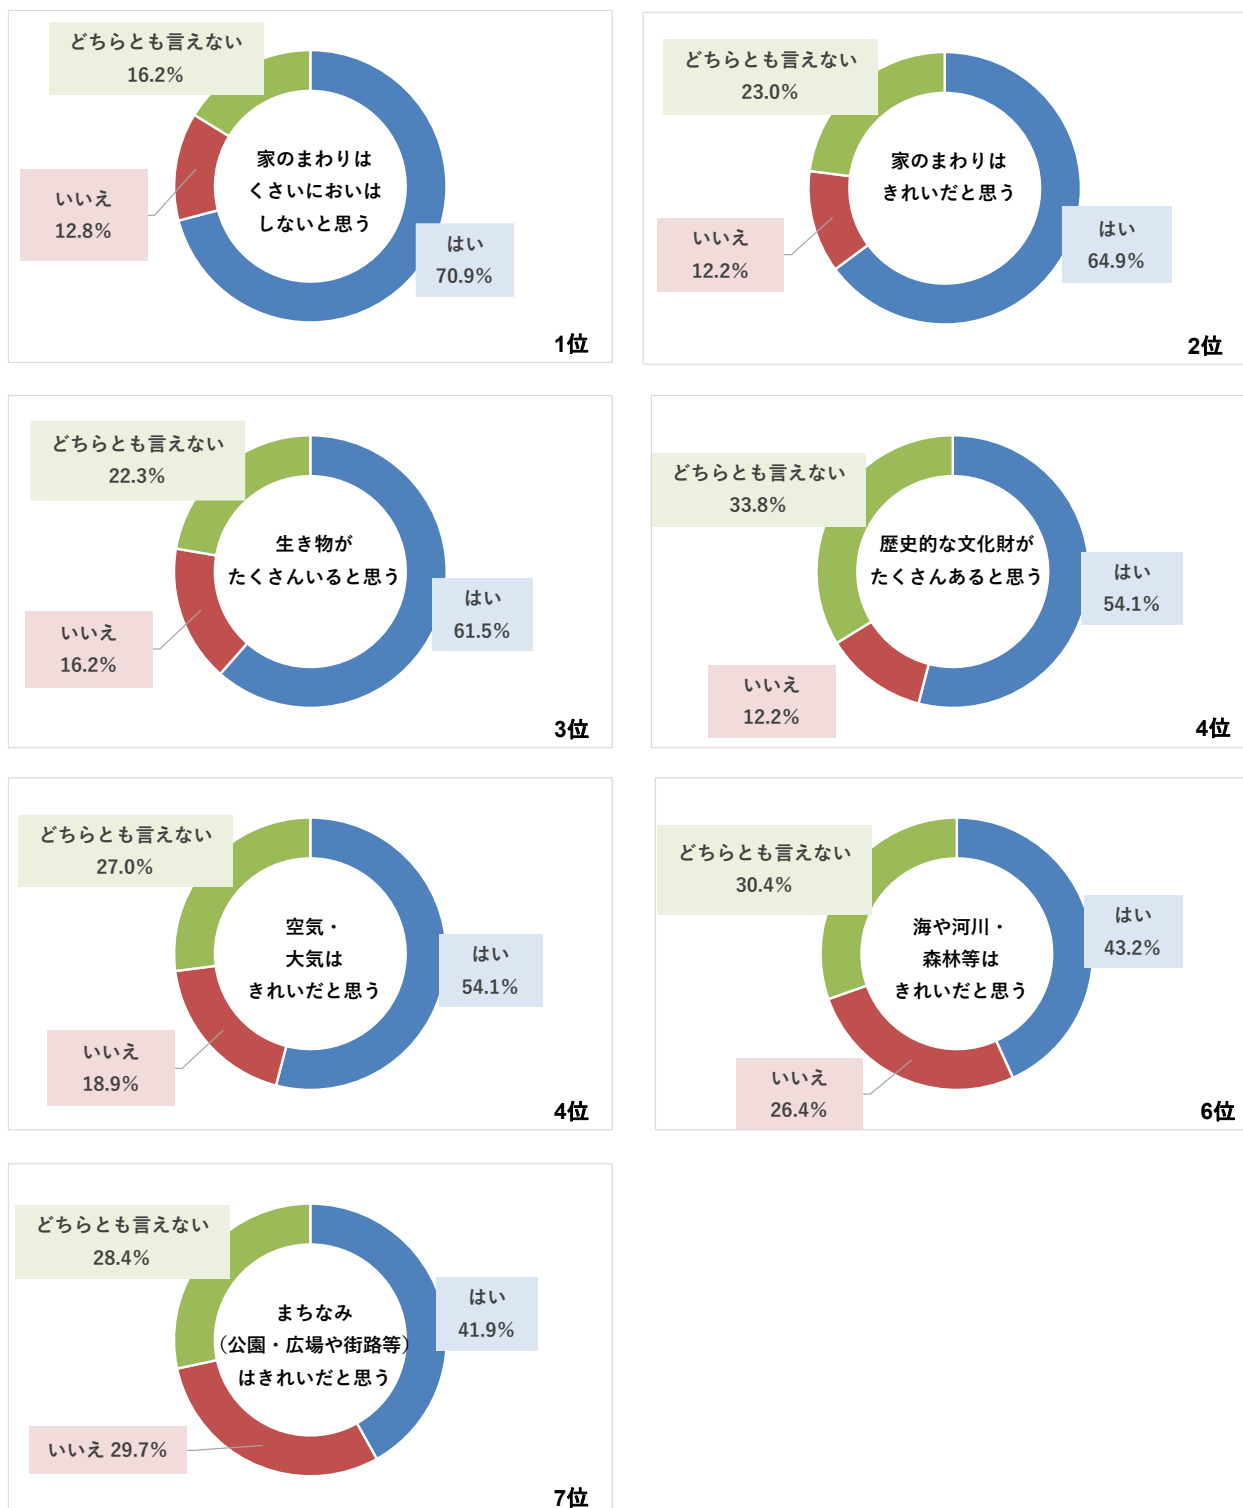 どちらとも言えない
16.2%
家のまわりは
くさいにおいは
しないと思う
いいえ
12.8%
はい
70.9%
1位
どちらとも言えない
23.0%
家のまわりは
きれいだと思う
いいえ
12.2%
はい
64.9%
2位
どちらとも言えない
22.3%
生き物が
たくさんいると思う
いいえ
16.2%
はい
61.5%
3位
どちらとも言えない
33.8%
歴史的な文化財が
たくさんあると思う
はい
54.1%
いいえ
12.2%
4位
どちらとも言えない
27.0%
空気・
大気は
きれいだと思う
はい
54.1%
いいえ
18.9%
4位
どちらとも言えない
30.4%
海や河川・
森林等は
きれいだと思う
はい
43.2%
いいえ
26.4%
6位
どちらとも言えない
28.4%
まちなみ
（公園・広場や街路等）
はきれいだと思う
はい
41.9%
いいえ 29.7%
7位